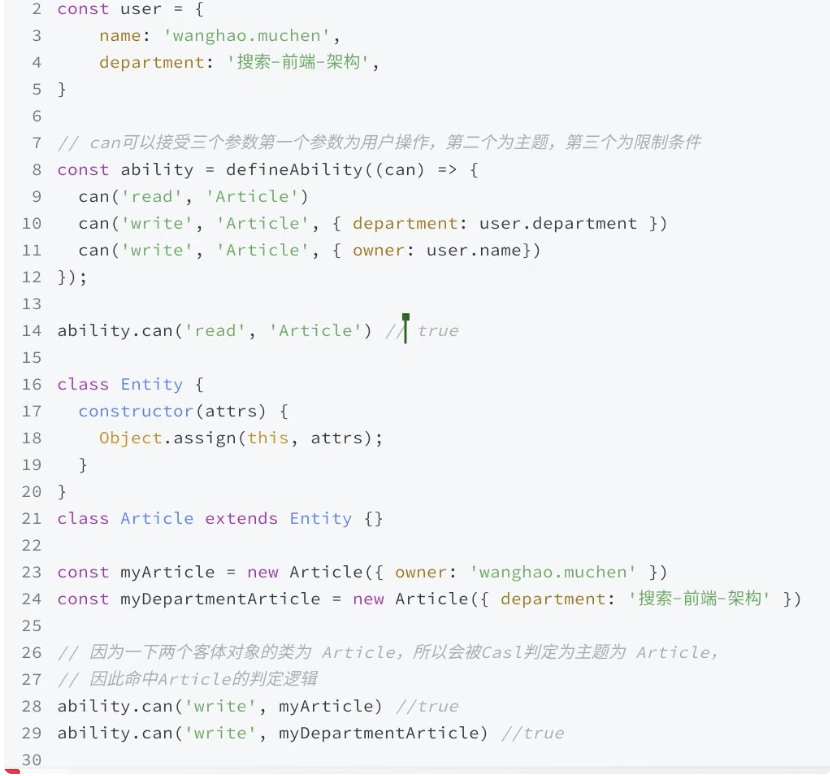 2 const user = {
3     name: 'wanghao.muchen',
4     department: '搜索-前端-架构',
5 }
6
7 // can可以接受三个参数第一个参数为用户操作，第二个为主题，第三个为限制条件
8 const ability = defineAbility((can) => {
9   can('read', 'Article')
10   can('write', 'Article', { department: user.department })
11   can('write', 'Article', { owner: user.name})
12 });
13
14 ability.can('read', 'Article') // true
15
16 class Entity {
17   constructor(attrs) {
18     Object.assign(this, attrs);
19   }
20 }
21 class Article extends Entity {}
22
23 const myArticle = new Article({ owner: 'wanghao.muchen' })
24 const myDepartmentArticle = new Article({ department: '搜索-前端-架构' })
25
26 // 因为一下两个客体对象的类为 Article，所以会被Casl判定为主题为 Article，
27 // 因此命中Article的判定逻辑
28 ability.can('write', myArticle) //true
29 ability.can('write', myDepartmentArticle) //true
30